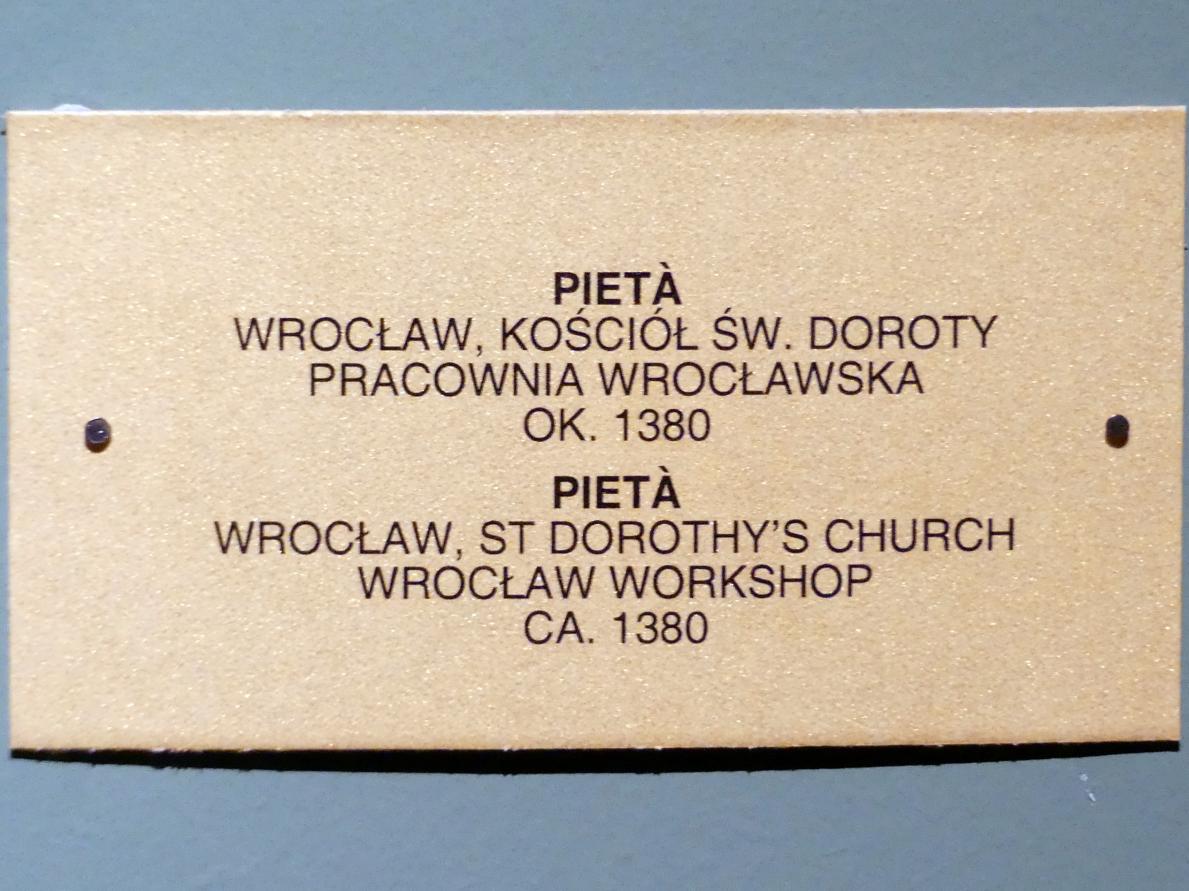 PIETÀ
WROCŁAW, KOŚCIÓŁ ŚW. DOROTY
PRACOWNIA WROCŁAWSKA
OK. 1380
PIETÀ
WROCŁAW, ST DOROTHY'S CHURCH
WROCŁAW WORKSHOP
CA. 1380